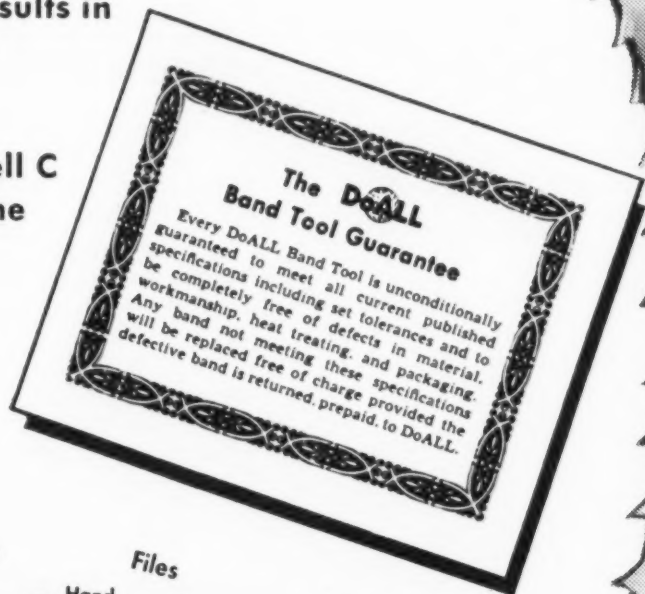 sults in
ell C
ne
The DoALL
Band Tool Guarantee
Every DoALL Band Tool is unconditionally
guaranteed to meet all current published
specifications including set tolerances and to
be completely free of defects in material,
workmanship, heat treating, and packaging.
Any band not meeting these specifications
will be replaced free of charge provided the
defective band is returned, prepaid, to DoALL.
Files
Hard